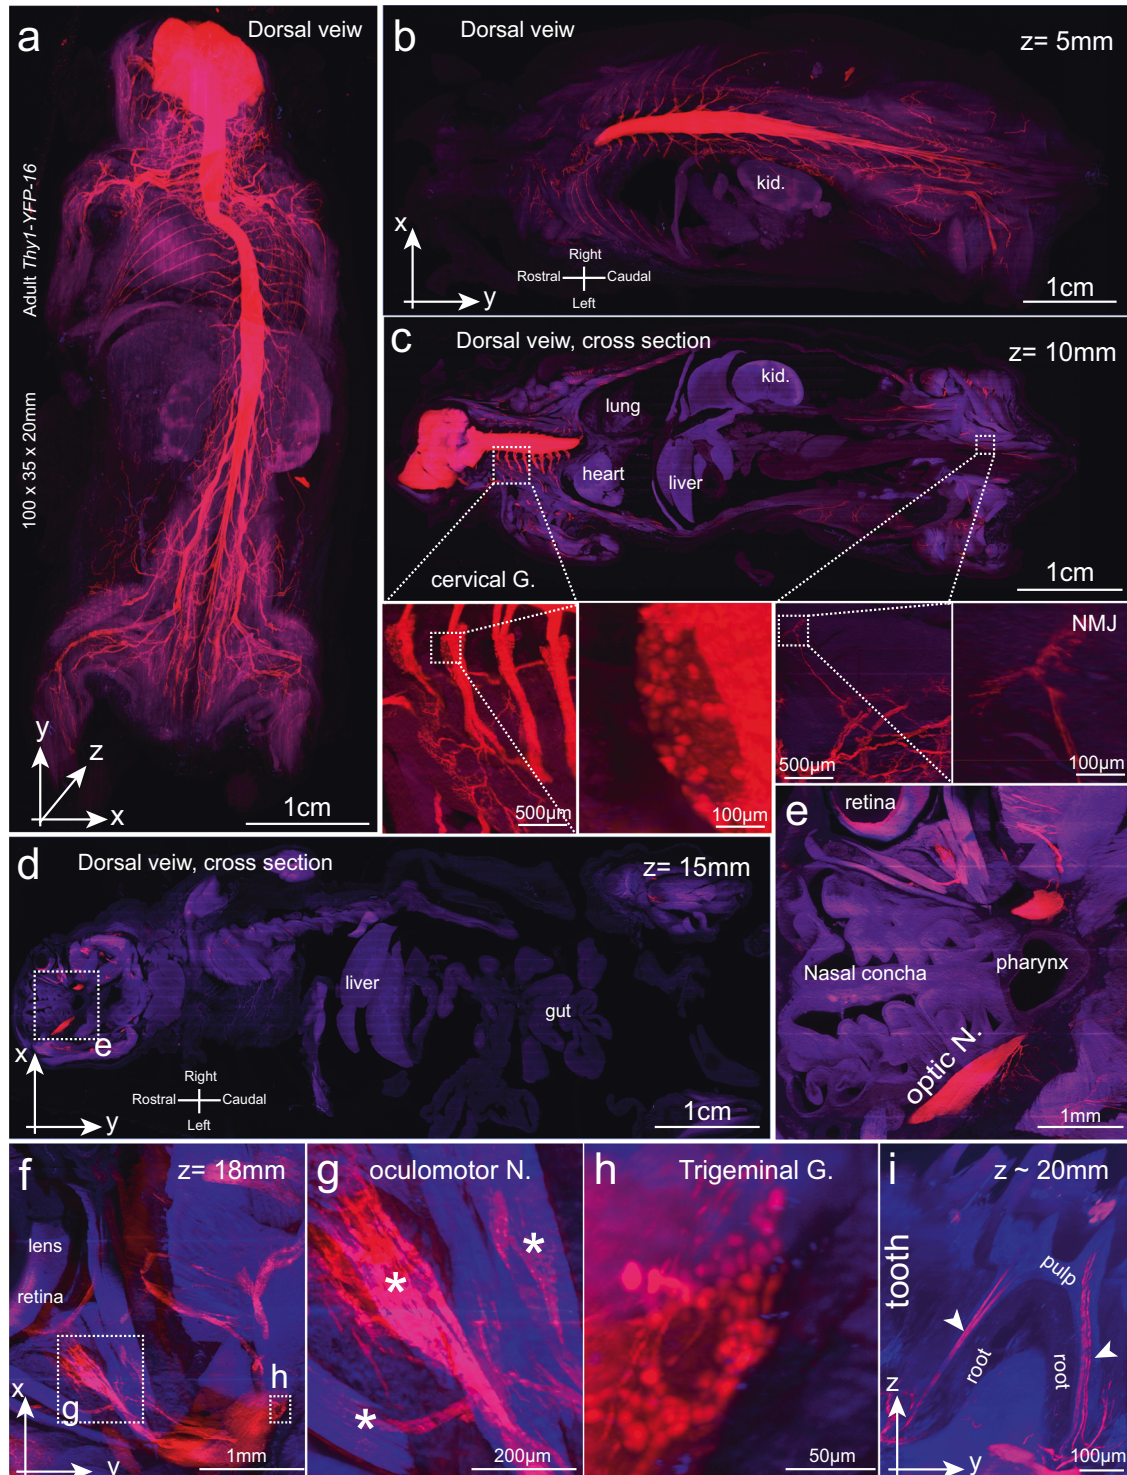 a
Dorsal veiw
Adult Thy1-YFP-16
100 x 35 x 20mm
y
z
x
1cm
b
Dorsal veiw
z= 5mm
kid.
x
y
Right
Rostral
Caudal
Left
1cm
c
Dorsal veiw, cross section
z= 10mm
kid.
lung
heart
liver
cervical G.
1cm
500µm
100µm
500µm
NMJ
100µm
d
Dorsal veiw, cross section
z= 15mm
liver
gut
e
x
y
Right
Rostral
Caudal
Left
1cm
e
retina
Nasal concha
pharynx
optic N.
1mm
f
z= 18mm
lens
retina
g
h
x
y
1mm
g
oculomotor N.
*
*
*
200µm
h
Trigeminal G.
50µm
i
z ~ 20mm
tooth
pulp
root
root
z
y
100µm